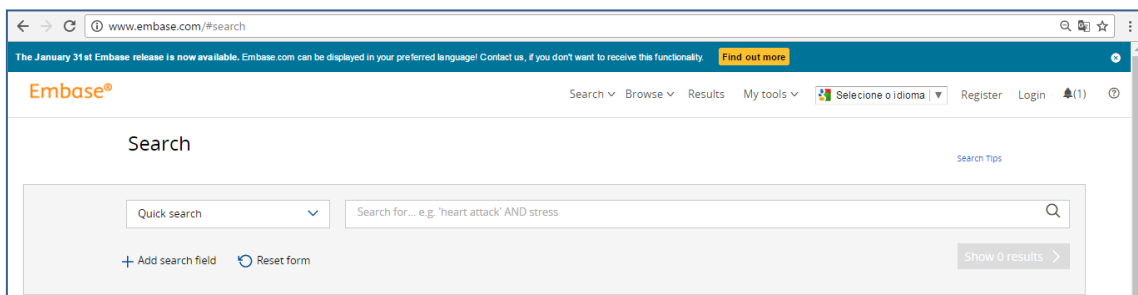 www.embase.com/#search
The January 31st Embase release is now available. Embase.com can be displayed in your preferred language! Contact us, if you don't want to receive this functionality. Find out more
Embase®
Search Browse Results My tools Selecione o idioma ▼ Register Login (1)
Search
Search Tips
Quick search Search for... e.g. 'heart attack' AND stress
+ Add search field Reset form Show 0 results